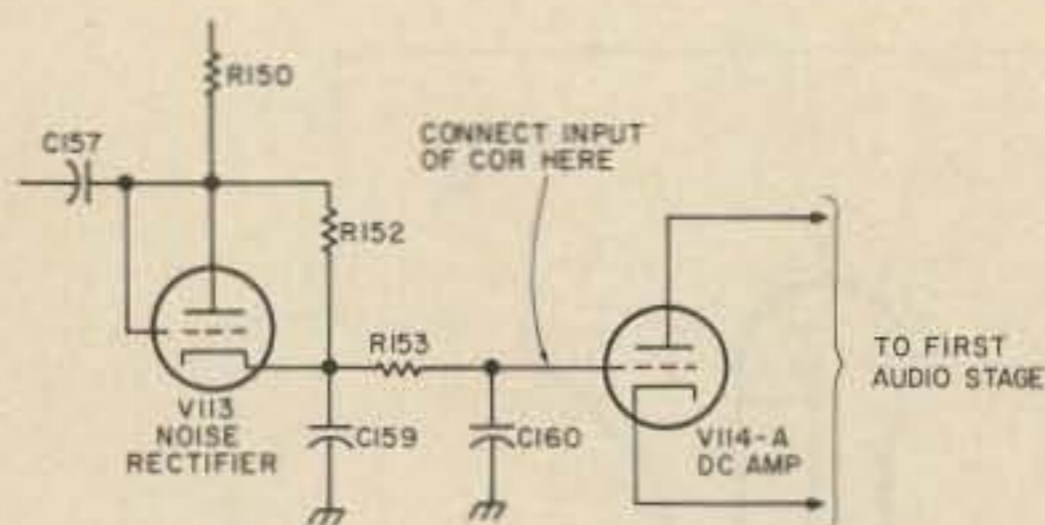 R150
C157
CONNECT INPUT
OF COR HERE
R152
R153
TO FIRST
AUDIO STAGE
V113
NOISE
RECTIFIER
C159
C160
V114-A
DC AMP